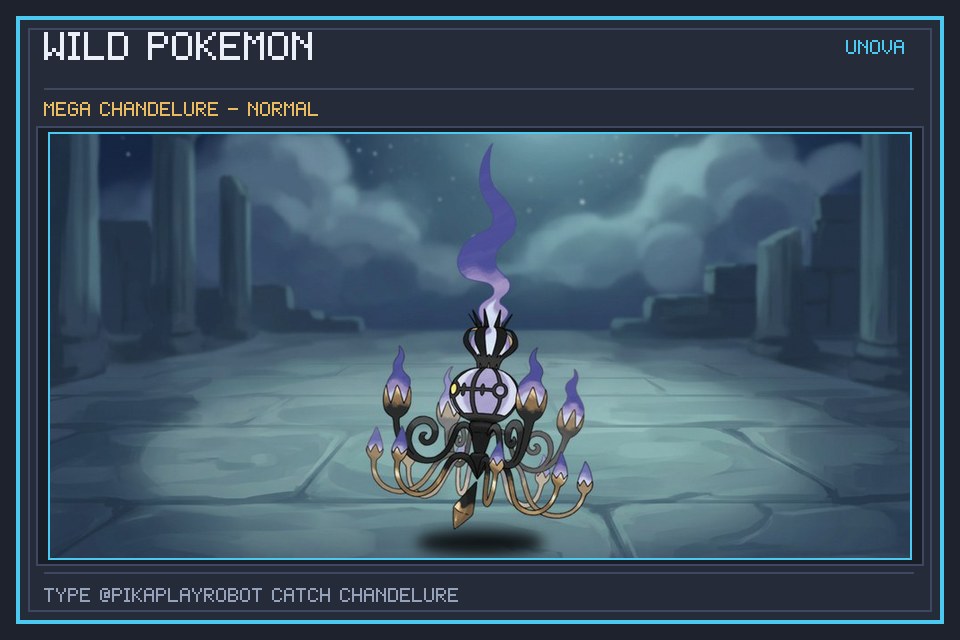 WILD POKEMON
UNOVA
MEGA CHANDELURE - NORMAL
TYPE @PIKAPLAYROBOT CATCH CHANDELURE